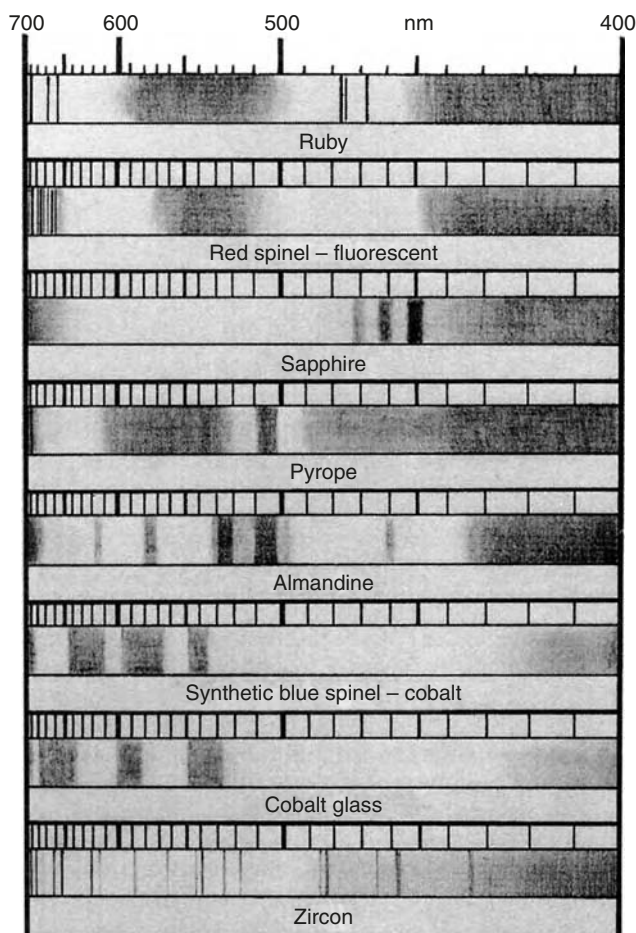 700 600 500 nm 400
Ruby
Red spinel – fluorescent
Sapphire
Pyrope
Almandine
Synthetic blue spinel – cobalt
Cobalt glass
Zircon